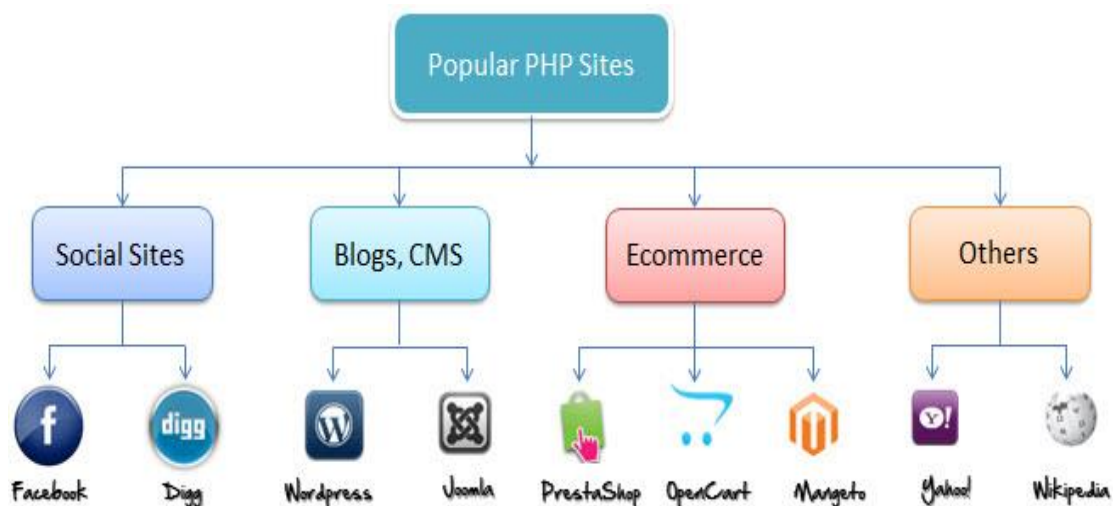 Popular PHP Sites
Social Sites
Blogs, CMS
Ecommerce
Others
f
digg
W
Y!
W
Facebook
Digg
Wordpress
Joomla
PrestaShop
OpenCart
Mangeto
Yahoo!
Wikipedia